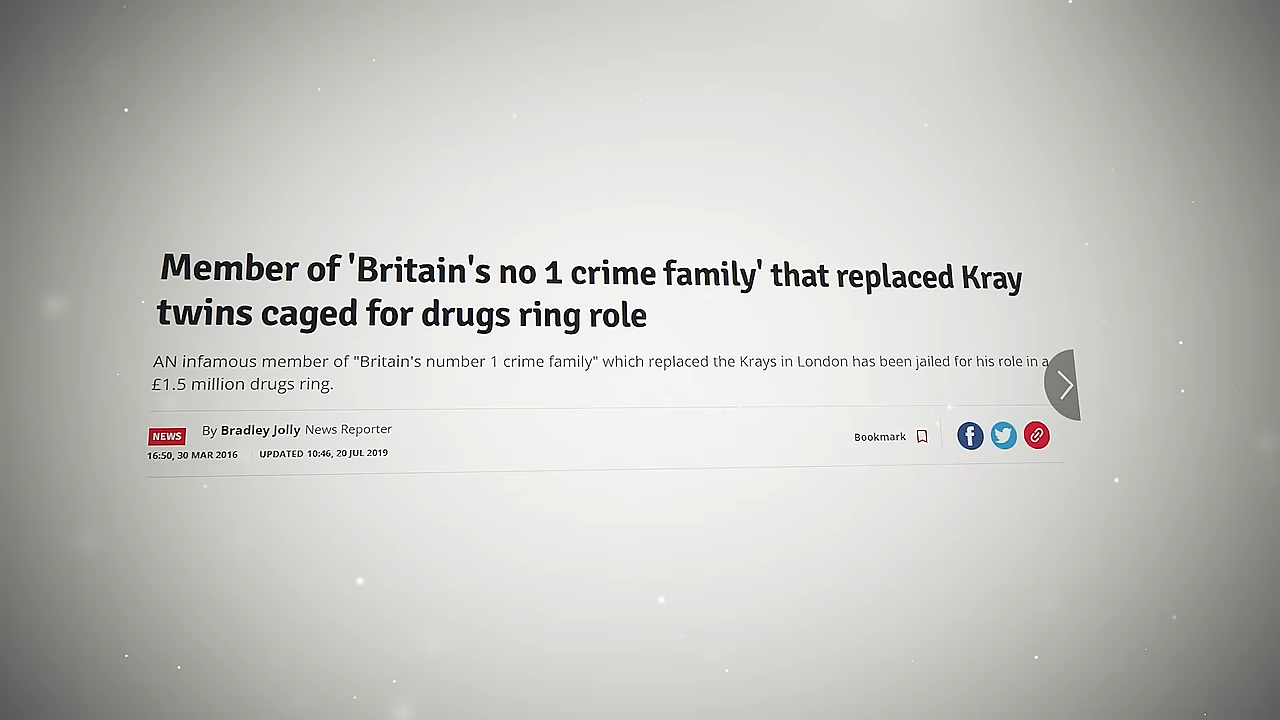 Member of 'Britain's no 1 crime family' that replaced Kray
twins caged for drugs ring role
AN infamous member of "Britain's number 1 crime family" which replaced the Krays in London has been jailed for his role in a
£1.5 million drugs ring.
NEWS By Bradley Jolly News Reporter
16:50, 30 MAR 2016 UPDATED 10:46, 20 JUL 2019
Bookmark